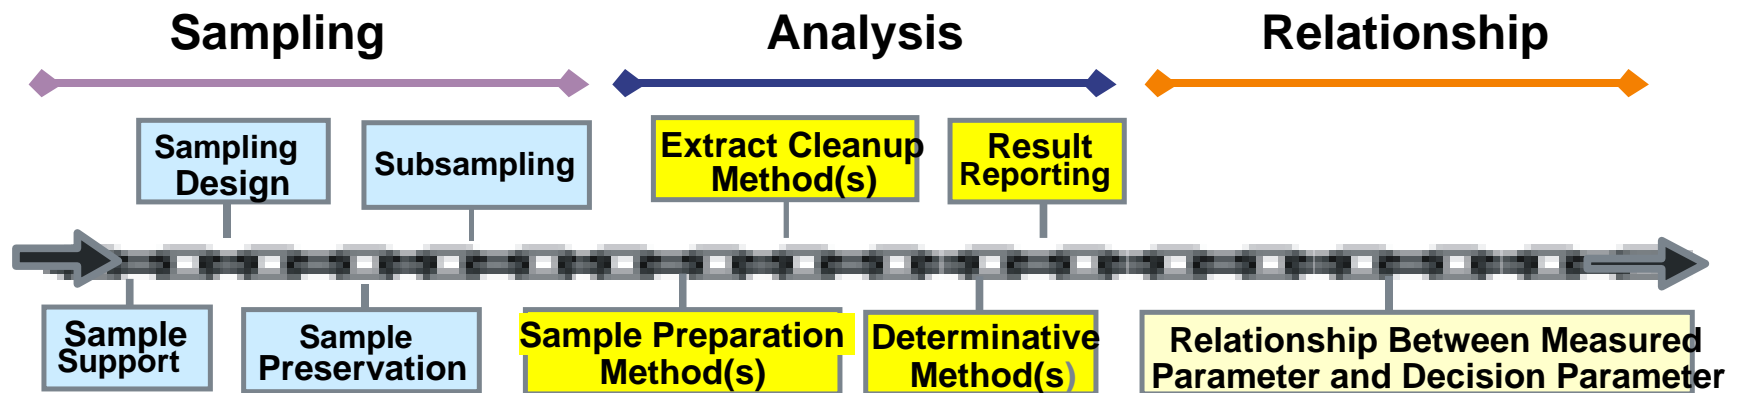 Sampling
Analysis
Relationship
Sampling
Design
Subsampling
Extract Cleanup
Method(s)
Result
Reporting
Sample
Support
Sample
Preservation
Sample Preparation
Method(s)
Determinative
Method(s)
Relationship Between Measured
Parameter and Decision Parameter